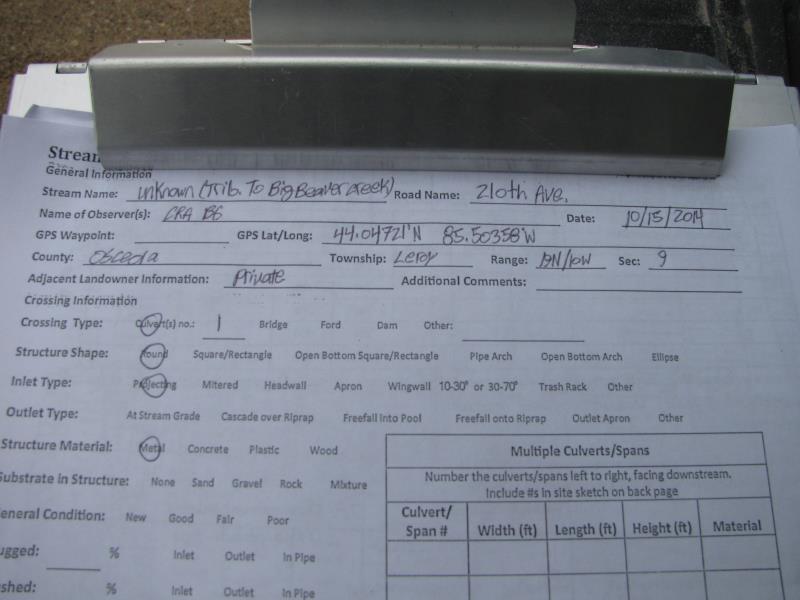 Stream
General Information
Stream Name: unknown (Trib. To Big Beaver creek) Road Name: 210th Ave.
Name of Observer(s): CRA BG Date: 10/15/2014
GPS Waypoint: GPS Lat/Long: 44.04721'N 85.50358'W
County: Osceola Township: Leroy Range: 19N/10W Sec: 9
Adjacent Landowner Information: Private Additional Comments:
Crossing Information
Crossing Type: Culvert(s) no.: 1 Bridge Ford Dam Other:
Structure Shape: Round Square/Rectangle Open Bottom Square/Rectangle Pipe Arch Open Bottom Arch Ellipse
Inlet Type: Projecting Mitered Headwall Apron Wingwall 10-30° or 30-70° Trash Rack Other
Outlet Type: At Stream Grade Cascade over Riprap Freefall Into Pool Freefall onto Riprap Outlet Apron Other
Structure Material: Metal Concrete Plastic Wood
Substrate in Structure: None Sand Gravel Rock Mixture
General Condition: New Good Fair Poor
ugged: % Inlet Outlet In Pipe
shed: % Inlet Outlet In Pipe
Multiple Culverts/Spans
Number the culverts/spans left to right, facing downstream.
Include #s in site sketch on back page
Culvert/
Span # Width (ft) Length (ft) Height (ft) Material